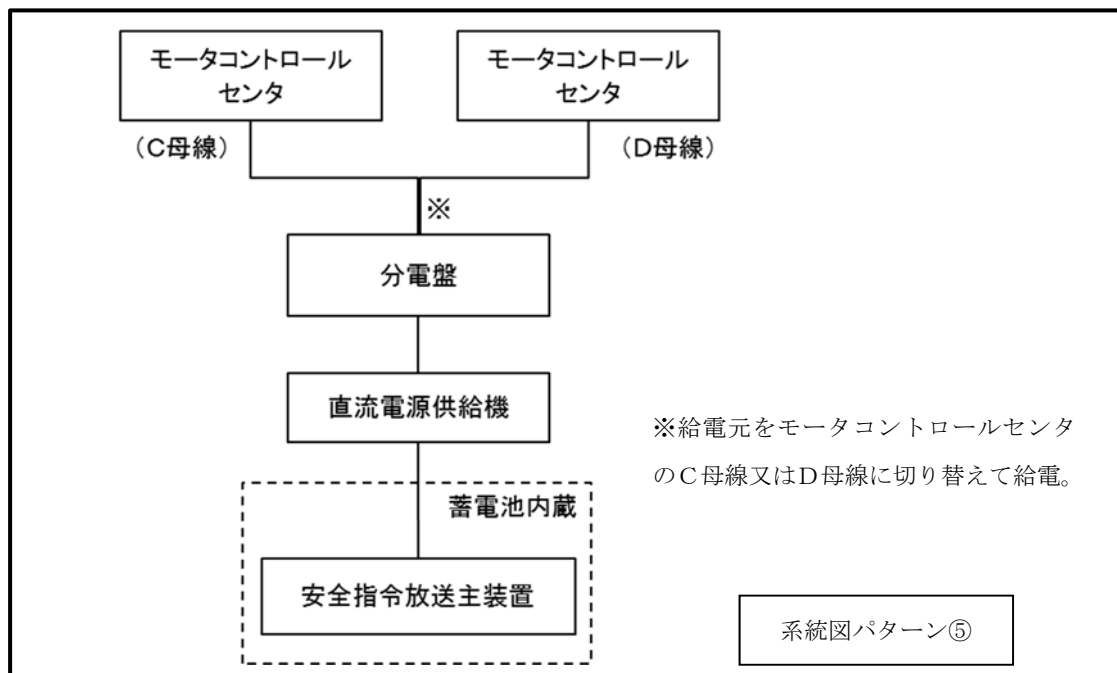 モータコントロール
センタ
モータコントロール
センタ
（C母線）
（D母線）
※
分電盤
直流電源供給機
※給電元をモータコントロールセンタ
のＣ母線又はＤ母線に切り替えて給電。
蓄電池内蔵
安全指令放送主装置
系統図パターン⑤